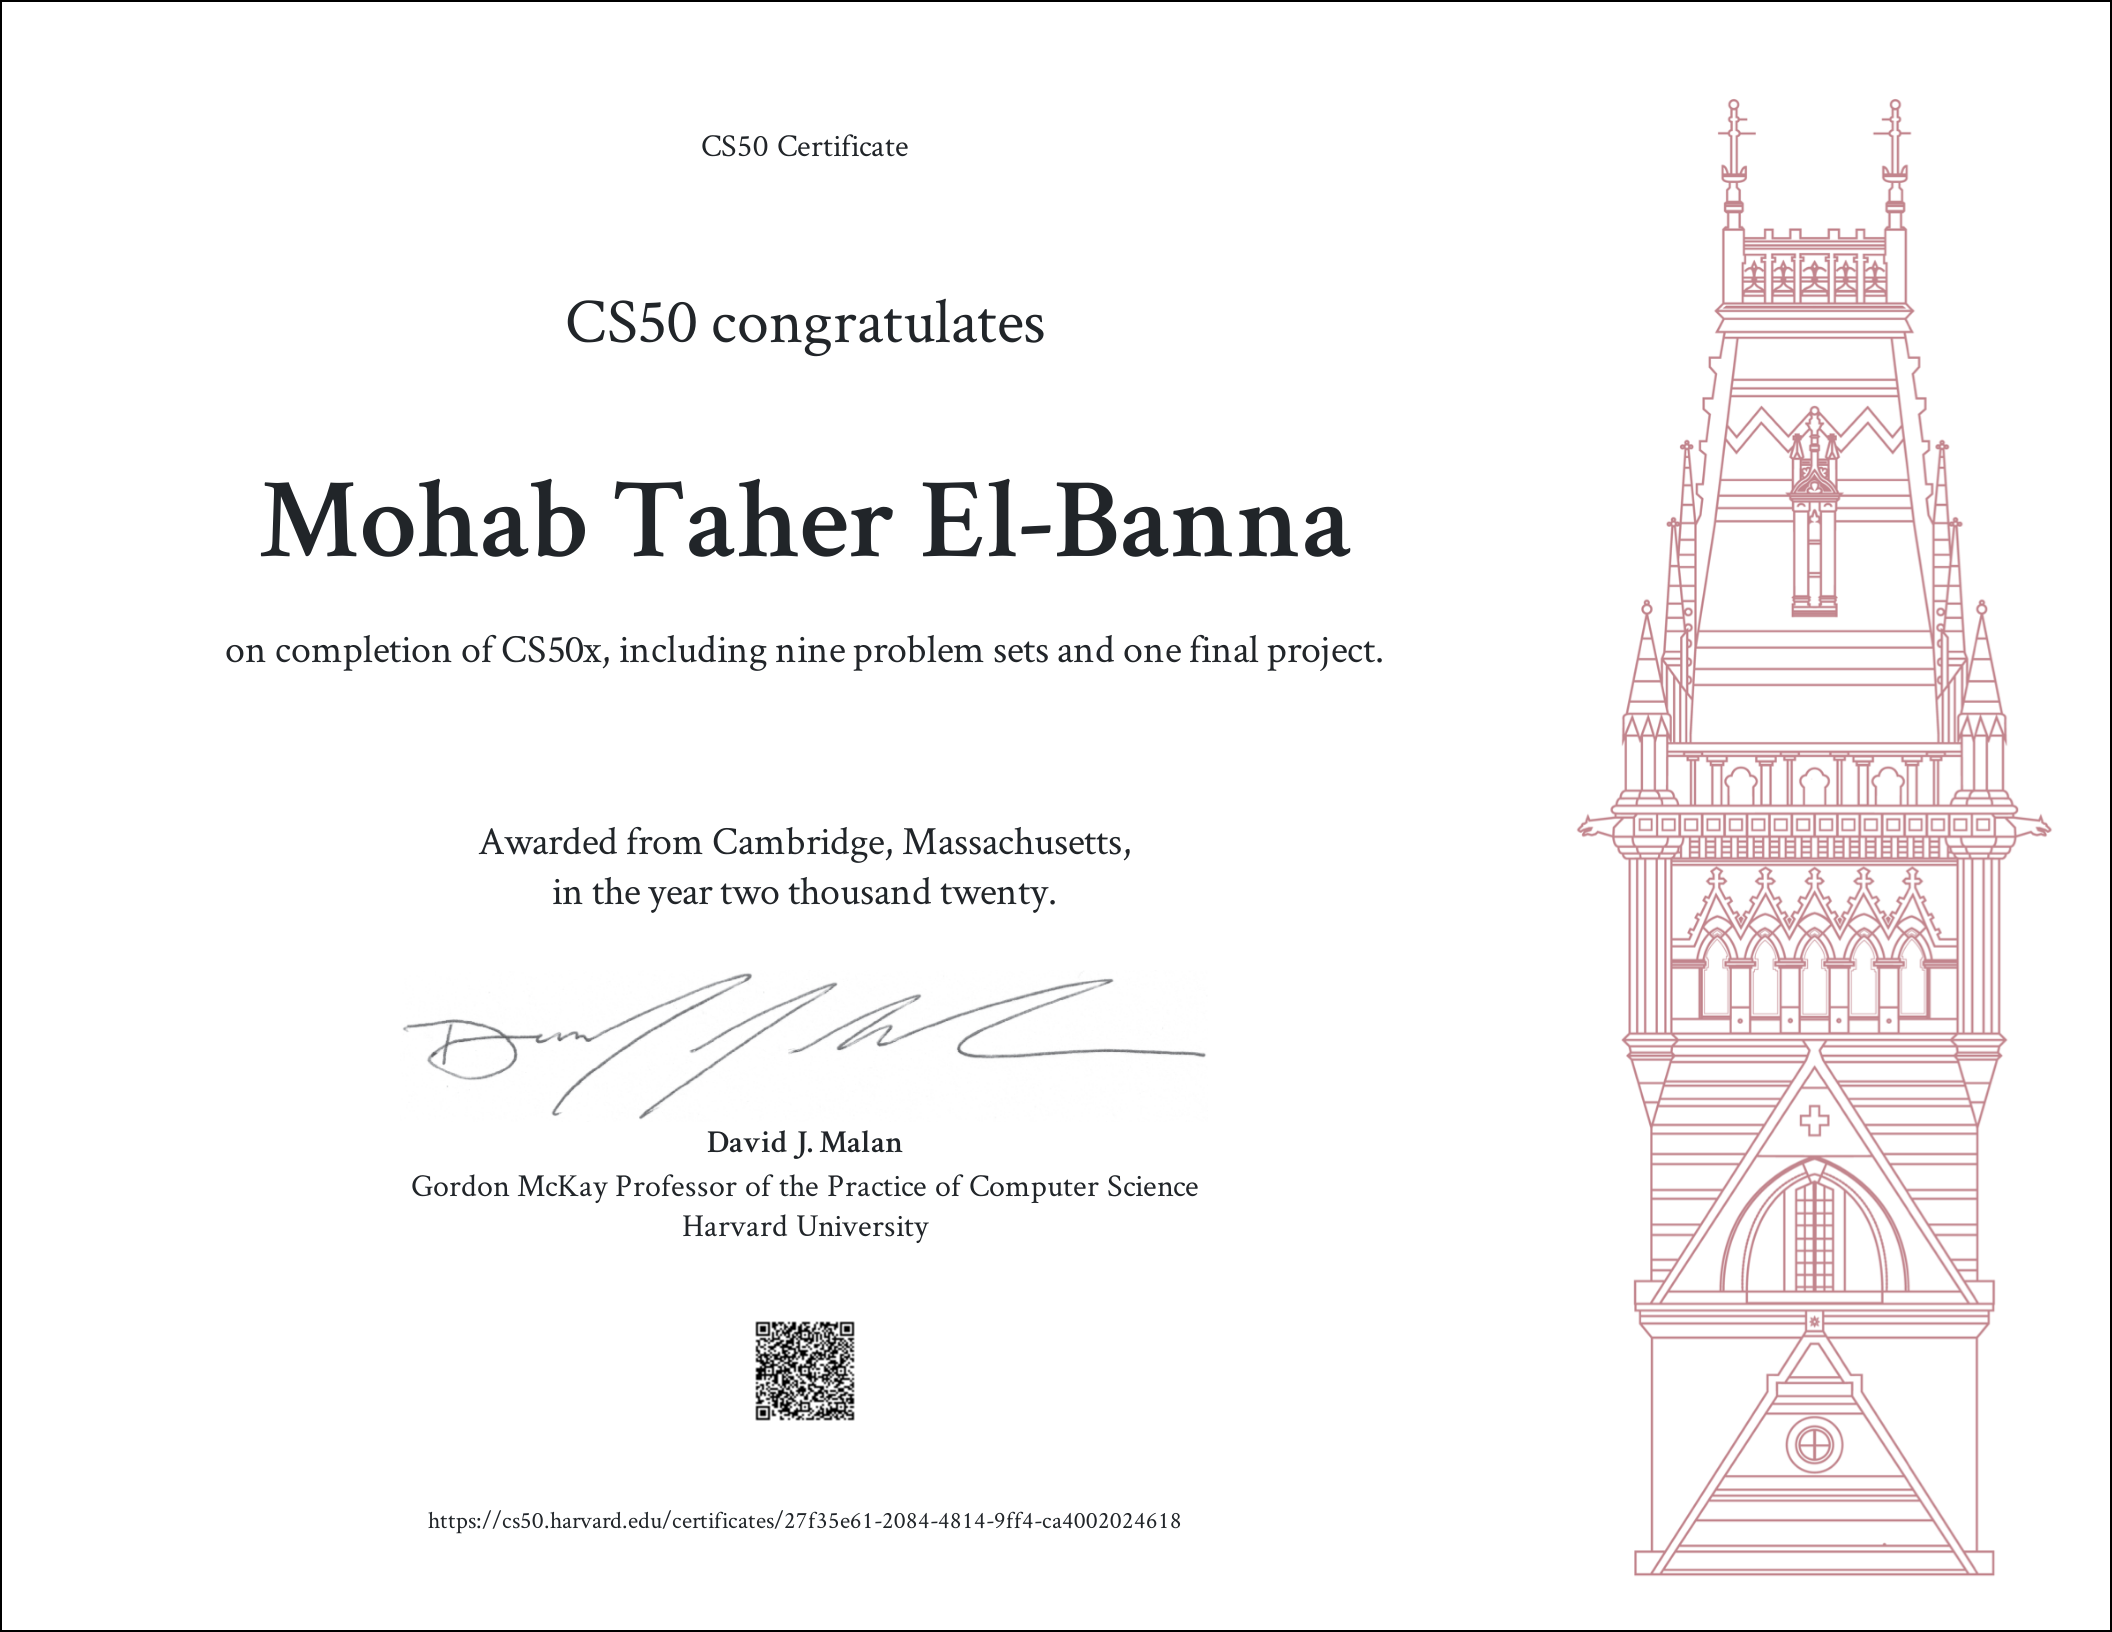 CS50 Certificate
CS50 congratulates
Mohab Taher El-Banna
on completion of CS50x, including nine problem sets and one final project.
Awarded from Cambridge, Massachusetts,
in the year two thousand twenty.
David J. Malan
Gordon McKay Professor of the Practice of Computer Science
Harvard University
https://cs50.harvard.edu/certificates/27f35e61-2084-4814-9ff4-ca4002024618